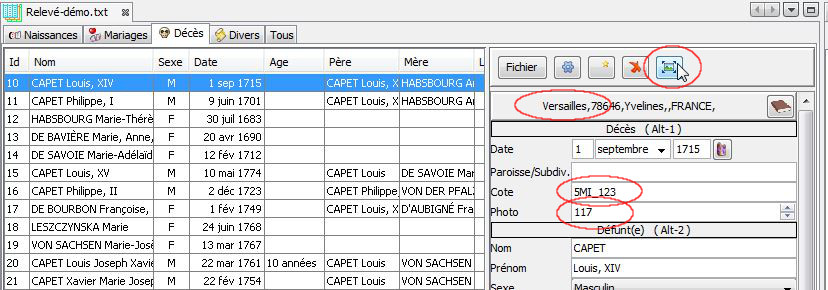 Relevé-démo.txt
Naissances Mariages Décès Divers Tous
Id Nom Sexe Date Age Père Mère L
10 CAPET Louis, XIV M 1 sep 1715 CAPET Louis, X HABSBOURG An
11 CAPET Philippe, I M 9 juin 1701 CAPET Louis, X HABSBOURG An
12 HABSBOURG Marie-Thérè F 30 juil 1683
13 DE BAVIÈRE Marie, Anne, F 20 avr 1690
14 DE SAVOIE Marie-Adélaïd F 12 fév 1712
15 CAPET Louis, XV M 10 mai 1774 CAPET Louis DE SAVOIE Mari
16 CAPET Philippe, II M 2 déc 1723 CAPET Philippe VON DER PFALZ
17 DE BOURBON Françoise, F 1 fév 1749 CAPET Louis, X D'AUBIGNÉ Fra
18 LESZCZYNSKA Marie F 24 juin 1768
19 VON SACHSEN Marie-José F 13 mar 1767
20 CAPET Louis Joseph Xavie M 22 mar 1761 10 années CAPET Louis VON SACHSEN
21 CAPET Xavier Marie Josep M 22 fév 1754 CAPET Louis VON SACHSEN
Fichier
Versailles,78646,Yvelines,,FRANCE,
Décès ( Alt-1 )
Date 1 septembre 1715
Paroisse/Subdiv.
Cote 5MI_123
Photo 117
Défunt(e) ( Alt-2 )
Nom CAPET
Prénom Louis, XIV
Sexe Masculin